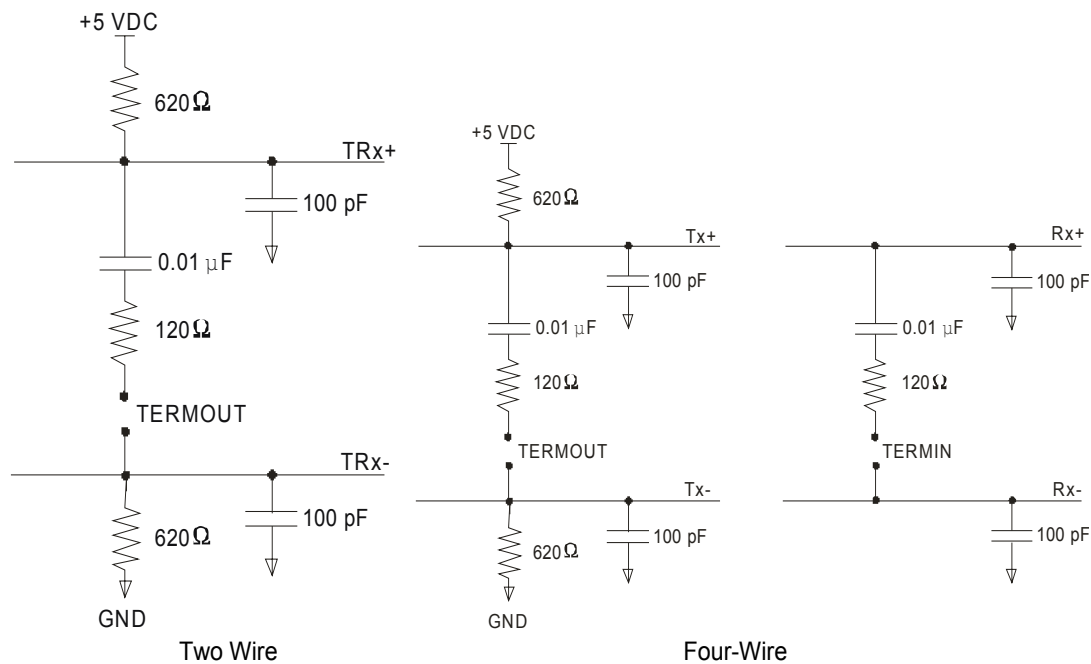 +5 VDC
620Ω
TRx+
100 pF
0.01 μF
120Ω
TERMOUT
TRx-
100 pF
620Ω
GND
Two Wire
+5 VDC
620Ω
Tx+
100 pF
0.01 μF
120Ω
TERMOUT
Tx-
100 pF
620Ω
GND
Rx+
100 pF
0.01 μF
120Ω
TERMIN
Rx-
100 pF
Four-Wire